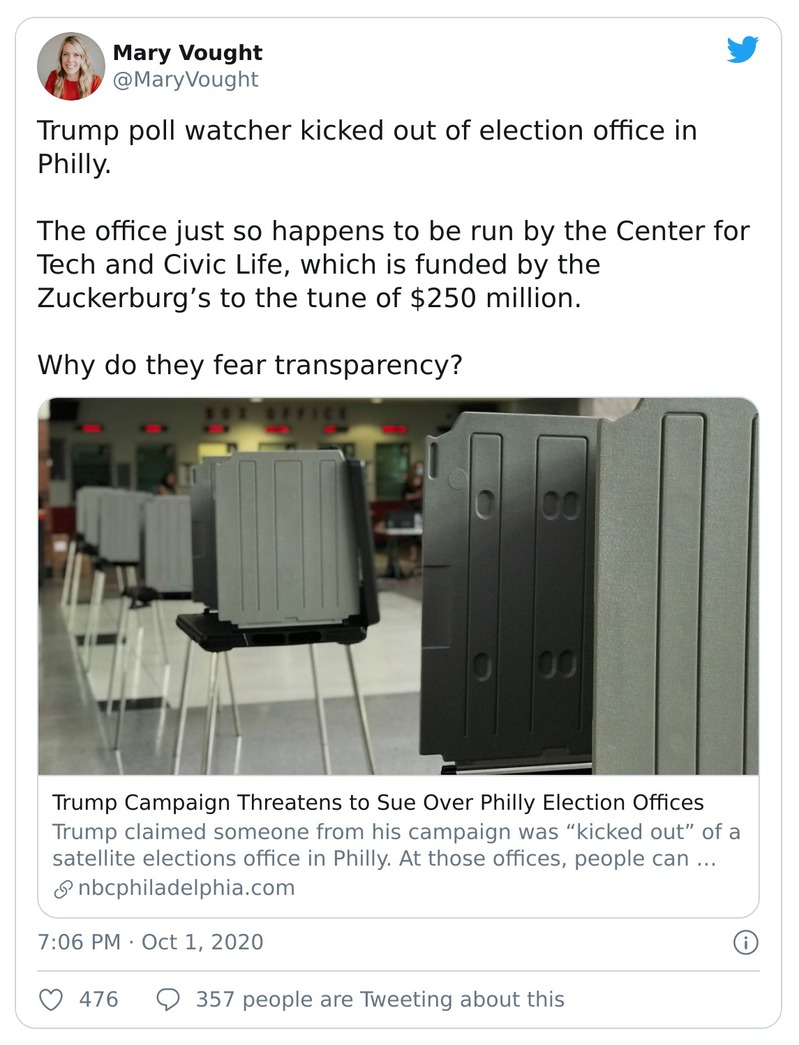 Mary Vought
@MaryVought
Trump poll watcher kicked out of election office in
Philly.
The office just so happens to be run by the Center for
Tech and Civic Life, which is funded by the
Zuckerburg’s to the tune of $250 million.
Why do they fear transparency?
BOX OFFICE
Trump Campaign Threatens to Sue Over Philly Election Offices
Trump claimed someone from his campaign was “kicked out” of a
satellite elections office in Philly. At those offices, people can …
nbcphiladelphia.com
7:06 PM · Oct 1, 2020
476 357 people are Tweeting about this